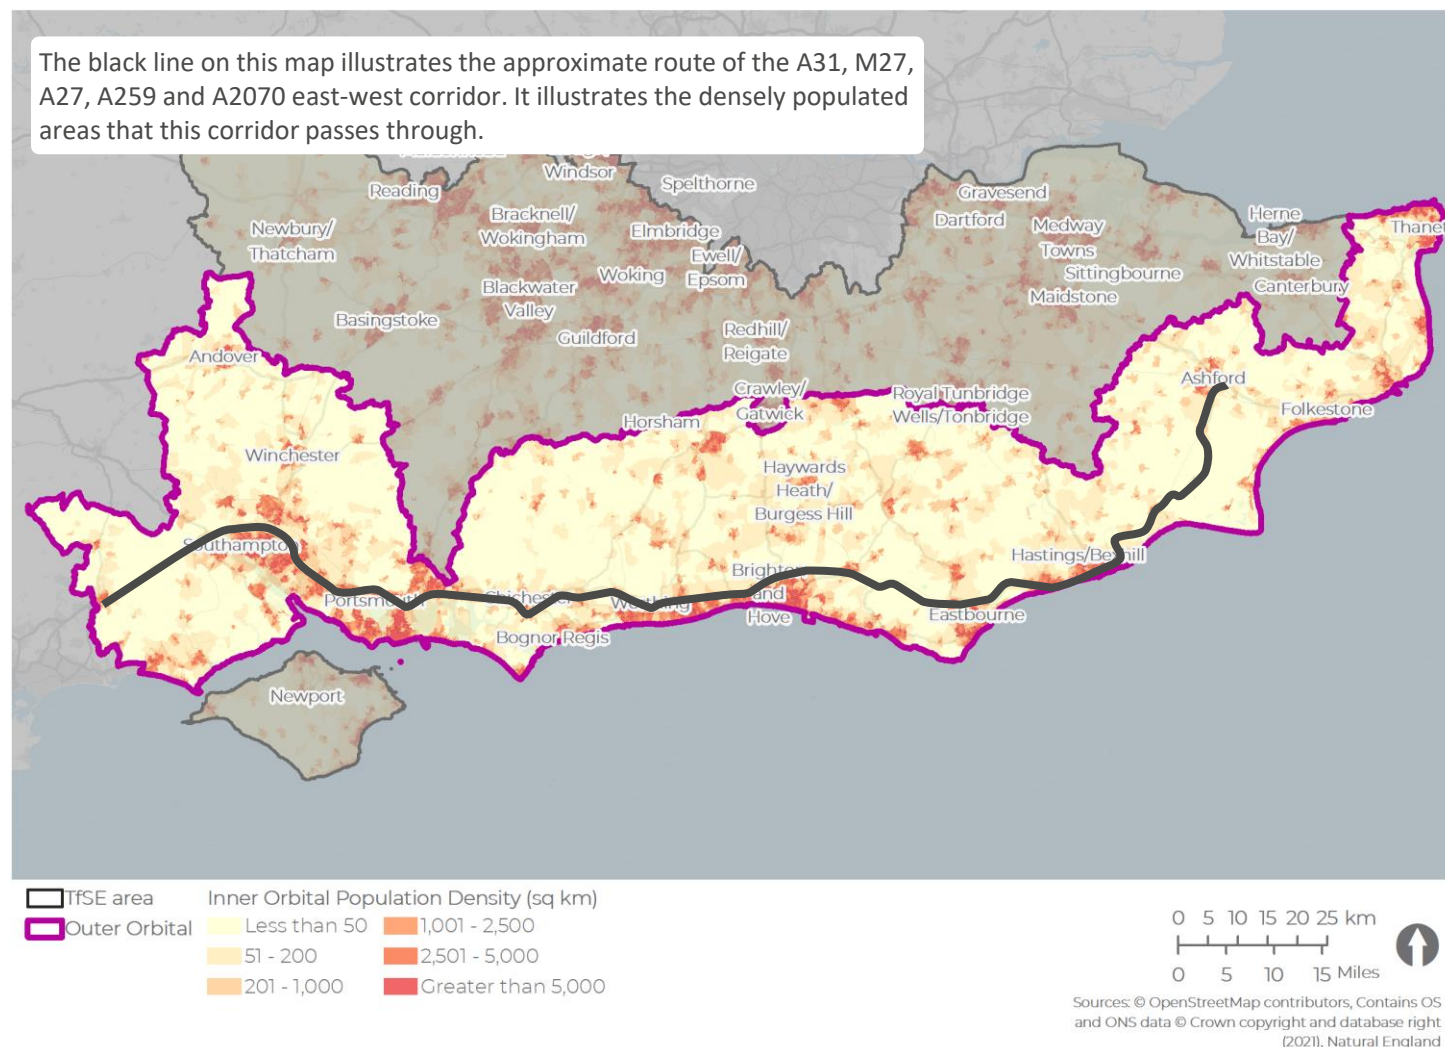 The black line on this map illustrates the approximate route of the A31, M27,
A27, A259 and A2070 east-west corridor. It illustrates the densely populated
areas that this corridor passes through.
Windsor
Spelthorne
Reading
Gravesend
Dartford
Bracknell/
Wokingham
Newbury/
Thatcham
Elmbridge
Medway
Towns
Herne
Bay/
Whitstable
Thanet
Ewell/
Epsom
Woking
Sittingbourne
Canterbury
Blackwater
Valley
Maidstone
Basingstoke
Guildford
Redhill/
Reigate
Andover
Ashford
Crawley/
Gatwick
Royal Tunbridge
Wells/Tonbridge
Horsham
Folkestone
Winchester
Haywards
Heath/
Burgess Hill
Southampton
Hastings/Bexhill
Brighton
and
Hove
Portsmouth
Chichester
Worthing
Eastbourne
Bognor Regis
Newport
TfSE area
Outer Orbital
Inner Orbital Population Density (sq km)
Less than 50
51 - 200
201 - 1,000
1,001 - 2,500
2,501 - 5,000
Greater than 5,000
0 5 10 15 20 25 km
0 5 10 15 Miles
Sources: © OpenStreetMap contributors, Contains OS
and ONS data © Crown copyright and database right
(2021), Natural England